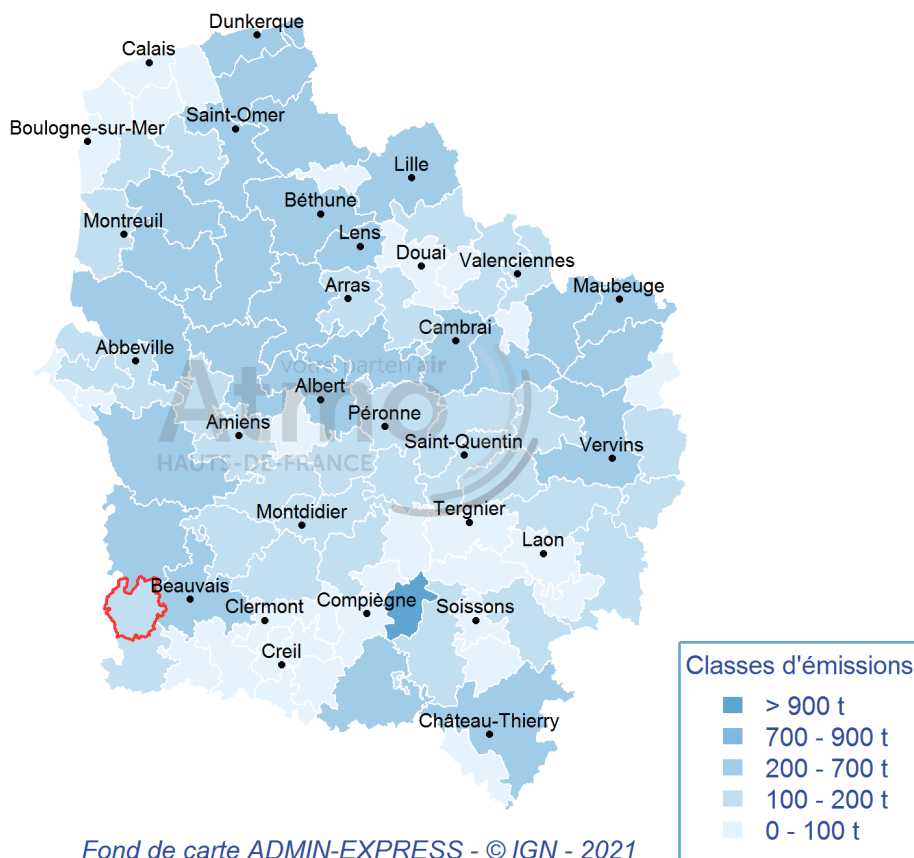 Dunkerque
Calais
Saint-Omer
Boulogne-sur-Mer
Lille
Béthune
Montreuil
Lens
Douai
Valenciennes
Arras
Maubeuge
Cambrai
Abbeville
votre parten'air
Atmo
HAUTS-DE-FRANCE
Albert
Péronne
Amiens
Saint-Quentin
Vervins
Montdidier
Tergnier
Laon
Beauvais
Clermont
Compiègne
Soissons
Creil
Château-Thierry
Classes d'émissions
> 900 t
700 - 900 t
200 - 700 t
100 - 200 t
0 - 100 t
Fond de carte ADMIN-EXPRESS - © IGN - 2021